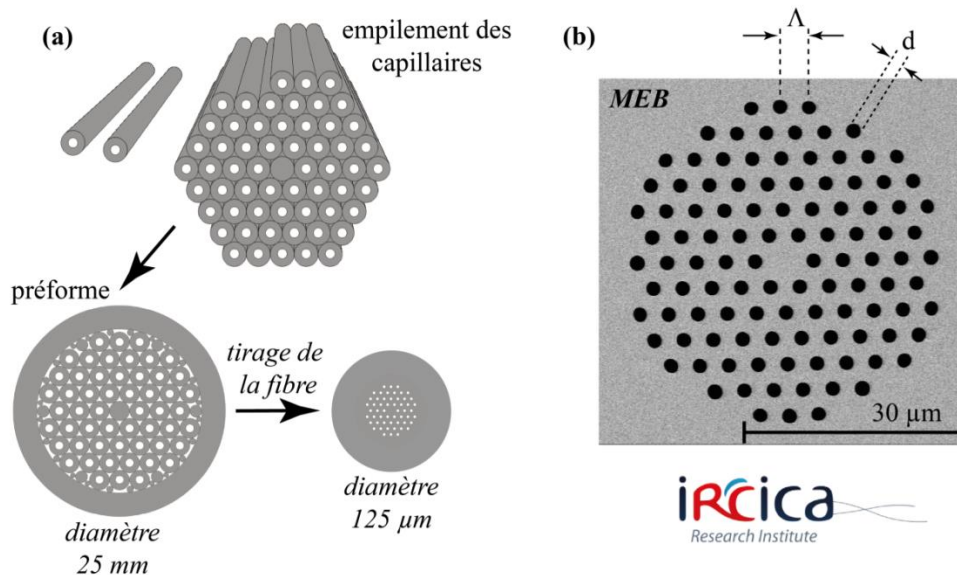 (a)
empilement des
capillaires
préforme
tirage de
la fibre
diamètre
25 mm
diamètre
125 µm
(b)
Λ
d
MEB
30 µm
iRCica
Research Institute